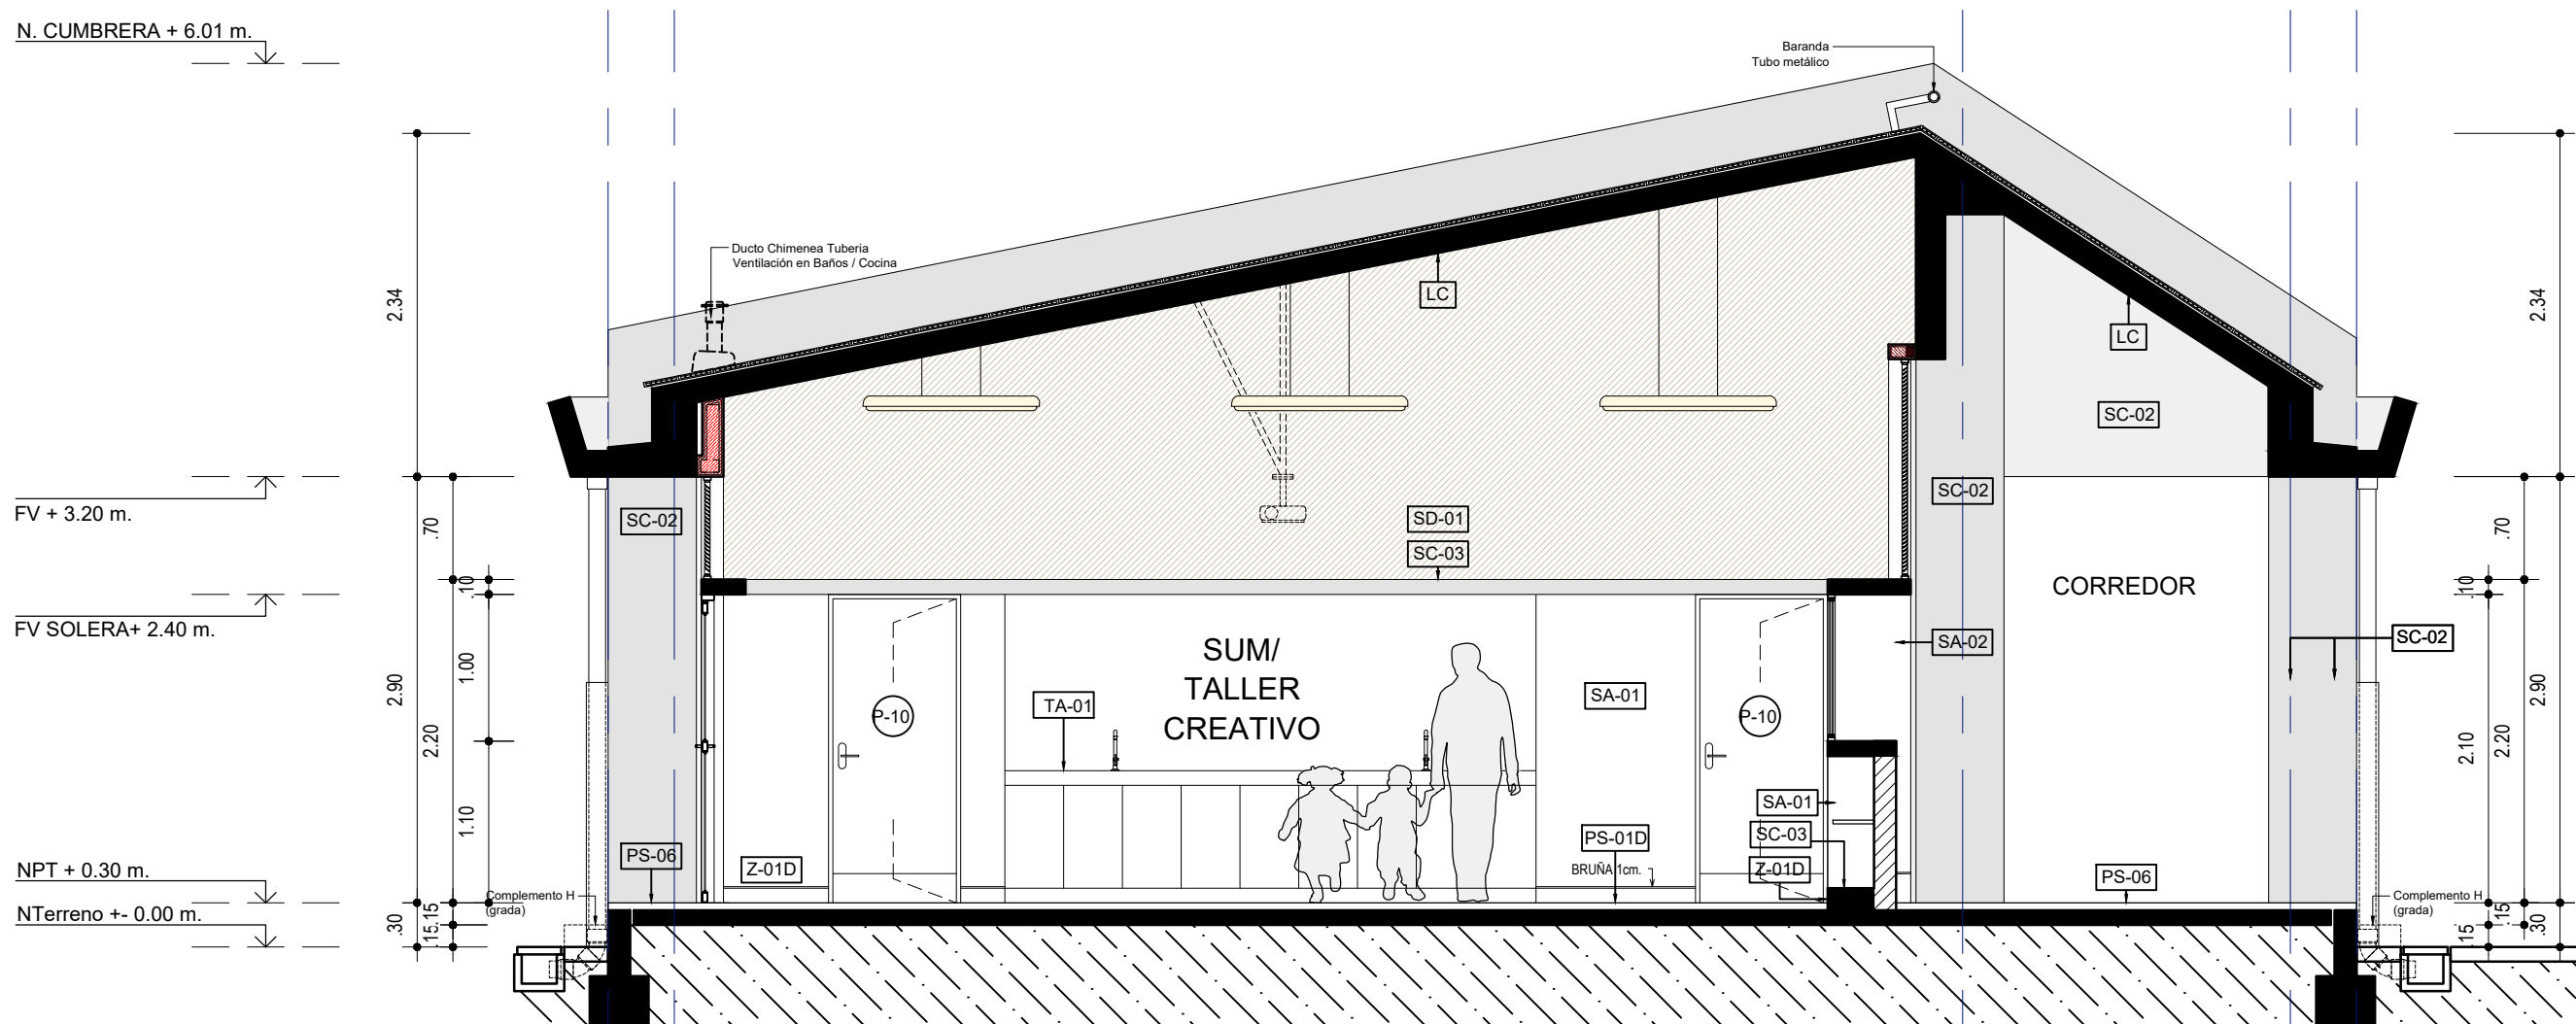 N. CUMBRERA + 6.01 m.
Baranda
Tubo metálico
Ducto Chimenea Tuberia
Ventilación en Baños / Cocina
2.34
2.34
LC
LC
SC-02
FV + 3.20 m.
.70
SC-02
SD-01
SC-03
SC-02
.70
.10
CORREDOR
.10
FV SOLERA+ 2.40 m.
SUM/
TALLER
CREATIVO
SA-02
SC-02
2.90
2.20
1.00
P-10
TA-01
SA-01
P-10
2.10
2.20
2.90
1.10
SA-01
SC-03
PS-01D
PS-06
Z-01D
BRUÑA 1cm.
Z-01D
PS-06
NPT + 0.30 m.
Complemento H
(grada)
Complemento H
(grada)
NTerreno +- 0.00 m.
.30
.15
.15
.15
.15
.30